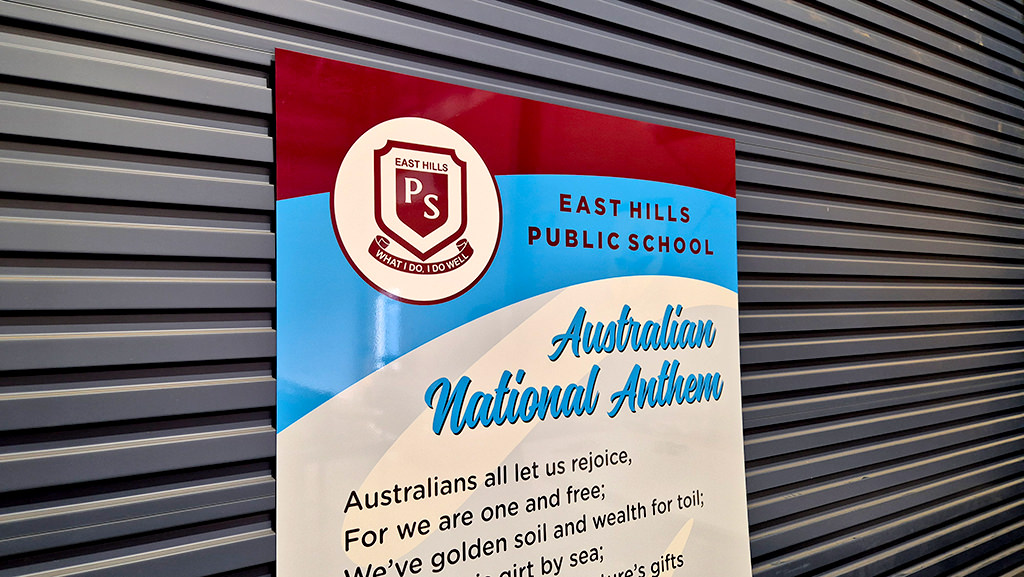 EAST HILLS
PS
WHAT I DO, I DO WELL
EAST HILLS
PUBLIC SCHOOL
Australian
National Anthem
Australians all let us rejoice,
For we are one and free;
We've golden soil and wealth for toil;
girt by sea;
gifts